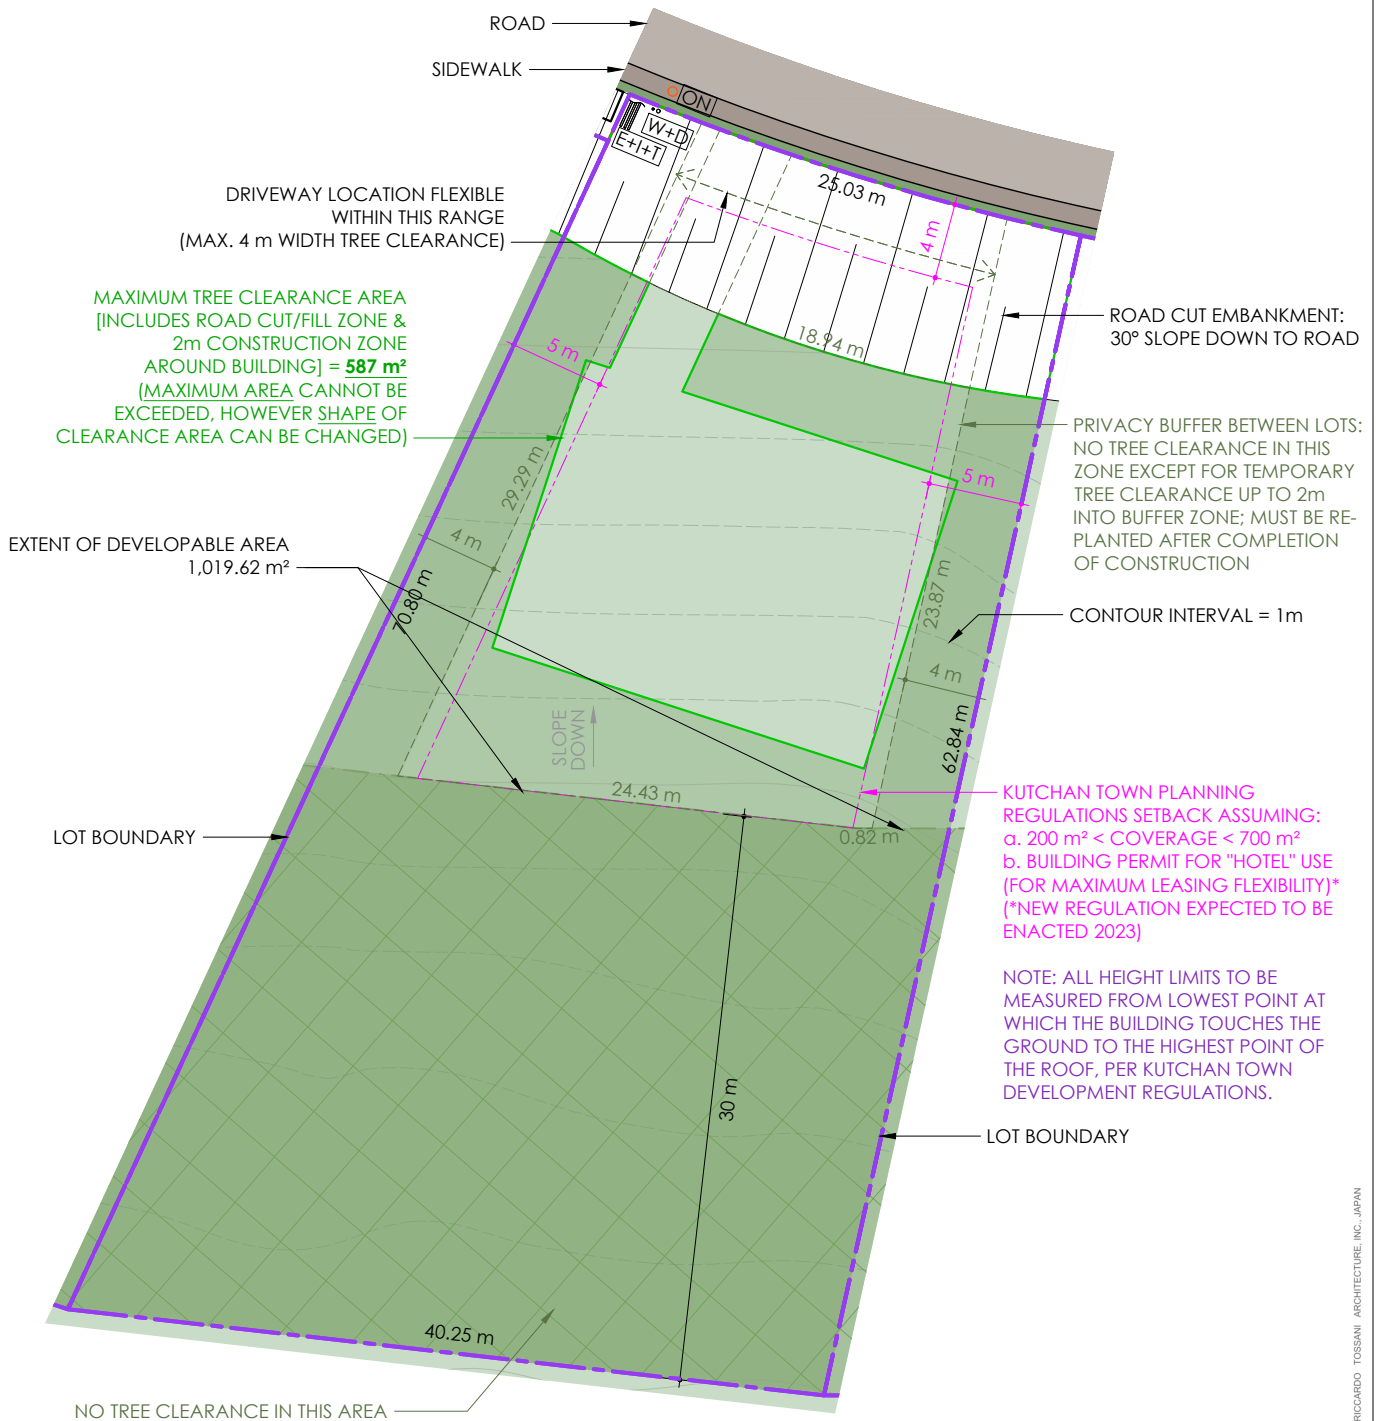 ROAD
SIDEWALK
ON
W+D
E+I+T
DRIVEWAY LOCATION FLEXIBLE
WITHIN THIS RANGE
(MAX. 4 m WIDTH TREE CLEARANCE)
25.03 m
4 m
MAXIMUM TREE CLEARANCE AREA
[INCLUDES ROAD CUT/FILL ZONE &
2m CONSTRUCTION ZONE
AROUND BUILDING] = 587 m²
(MAXIMUM AREA CANNOT BE
EXCEEDED, HOWEVER SHAPE OF
CLEARANCE AREA CAN BE CHANGED)
ROAD CUT EMBANKMENT:
30° SLOPE DOWN TO ROAD
18.94 m
5 m
PRIVACY BUFFER BETWEEN LOTS:
NO TREE CLEARANCE IN THIS
ZONE EXCEPT FOR TEMPORARY
TREE CLEARANCE UP TO 2m
INTO BUFFER ZONE; MUST BE RE-
PLANTED AFTER COMPLETION
OF CONSTRUCTION
29.29 m
5 m
EXTENT OF DEVELOPABLE AREA
1,019.62 m²
4 m
70.80 m
23.87 m
CONTOUR INTERVAL = 1m
4 m
SLOPE
DOWN
62.84 m
24.43 m
0.82 m
KUTCHAN TOWN PLANNING
REGULATIONS SETBACK ASSUMING:
a. 200 m² < COVERAGE < 700 m²
b. BUILDING PERMIT FOR "HOTEL" USE
(FOR MAXIMUM LEASING FLEXIBILITY)*
(*NEW REGULATION EXPECTED TO BE
ENACTED 2023)
LOT BOUNDARY
NOTE: ALL HEIGHT LIMITS TO BE
MEASURED FROM LOWEST POINT AT
WHICH THE BUILDING TOUCHES THE
GROUND TO THE HIGHEST POINT OF
THE ROOF, PER KUTCHAN TOWN
DEVELOPMENT REGULATIONS.
30 m
LOT BOUNDARY
40.25 m
NO TREE CLEARANCE IN THIS AREA
RICCARDO TOSSANI ARCHITECTURE, INC., JAPAN